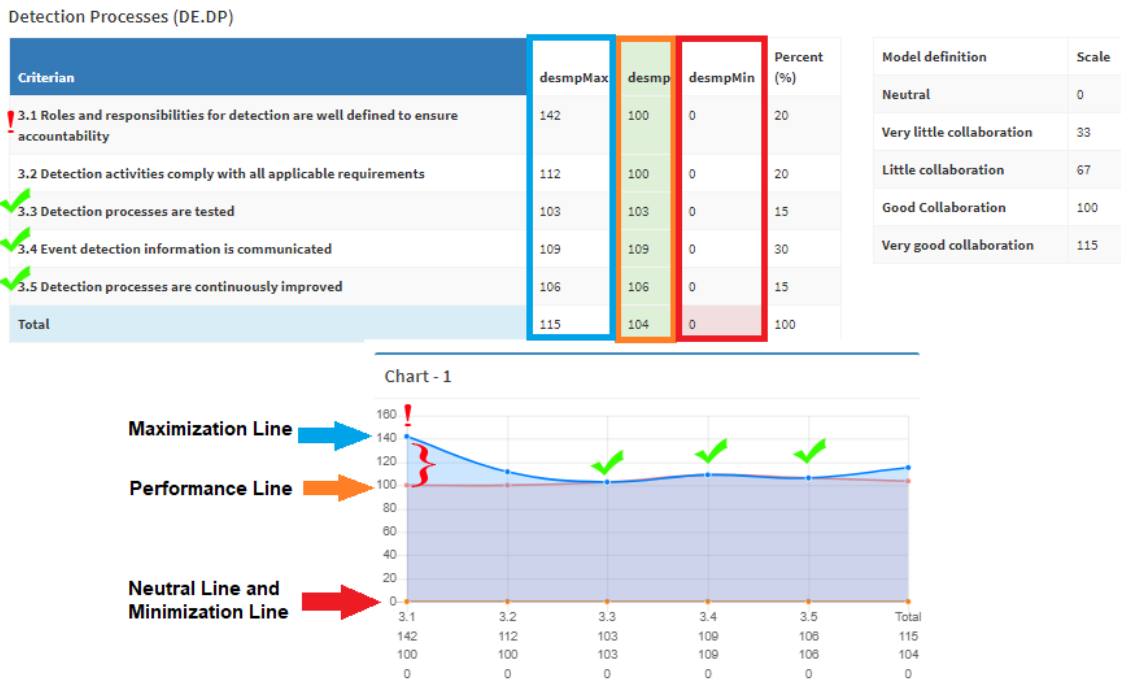 Detection Processes (DE.DP)
Criterian desmpMax desmp desmpMin Percent (%)
3.1 Roles and responsibilities for detection are well defined to ensure
accountability 142 100 0 20
3.2 Detection activities comply with all applicable requirements 112 100 0 20
3.3 Detection processes are tested 103 103 0 15
3.4 Event detection information is communicated 109 109 0 30
3.5 Detection processes are continuously improved 106 106 0 15
Total 115 104 0 100
Model definition Scale
Neutral 0
Very little collaboration 33
Little collaboration 67
Good Collaboration 100
Very good collaboration 115
Chart - 1
!
!
Maximization Line
Performance Line
Neutral Line and
Minimization Line
160
140
120
100
80
60
40
20
0
3.1 3.2 3.3 3.4 3.5 Total
142 112 103 109 106 115
100 100 103 109 106 104
0 0 0 0 0 0